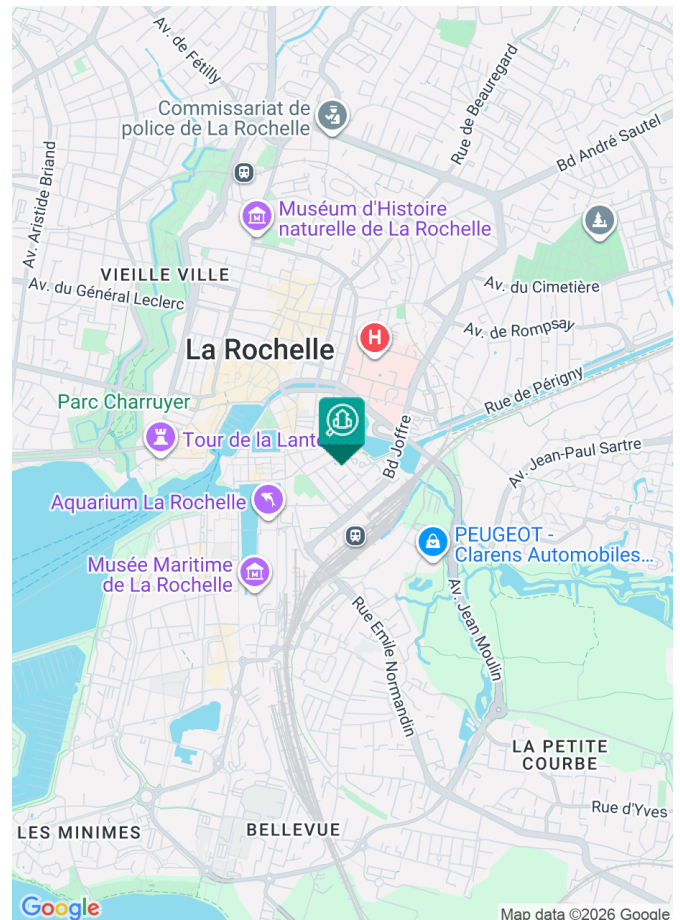 Av. de Fétilly
Commissariat de
police de La Rochelle
Rue de Beauregard
Bd André Sautel
Av. Aristide Briand
Muséum d'Histoire
naturelle de La Rochelle
VIEILLE VILLE
Av. du Général Leclerc
Av. du Cimetière
H
La Rochelle
Av. de Rompsay
Rue de Périgny
Parc Charruyer
Tour de la Lante
Bd Joffre
Av. Jean-Paul Sartre
Aquarium La Rochelle
PEUGEOT -
Clarens Automobiles...
Musée Maritime
de La Rochelle
Av. Jean Moulin
Rue Emile Normandin
LA PETITE
COURBE
Rue d'Yves
LES MINIMES
BELLEVUE
Google
Map data ©2026 Google